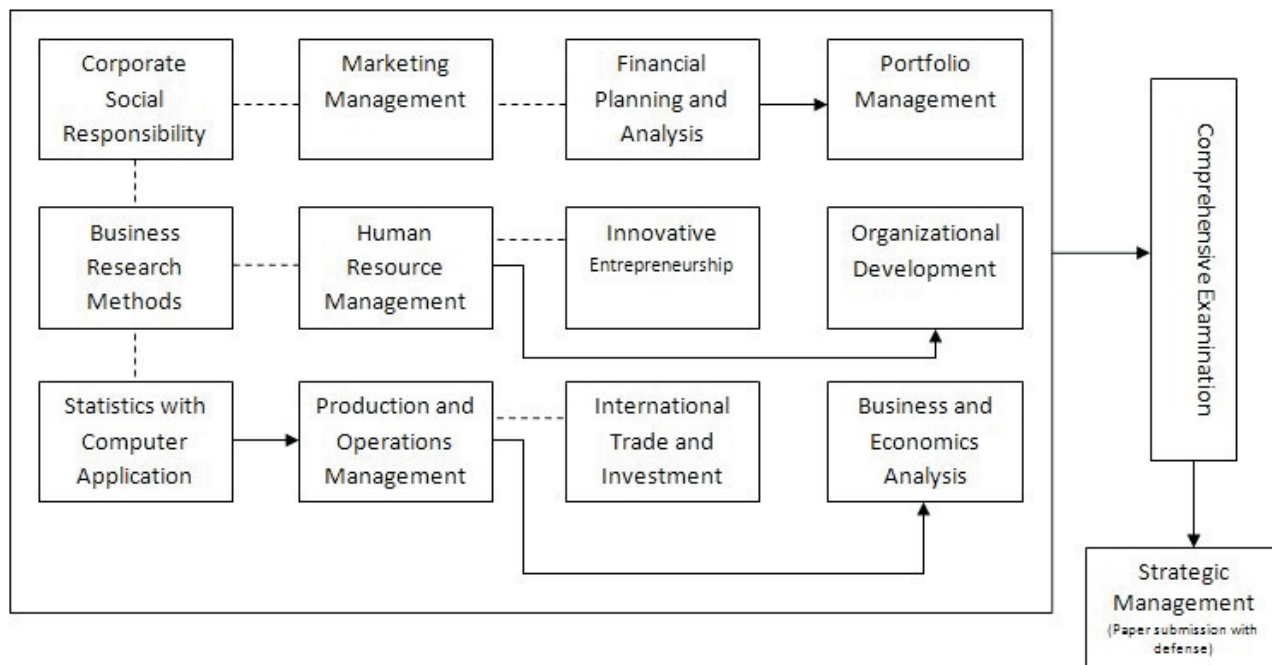 Corporate
Social
Responsibility
Marketing
Management
Financial
Planning and
Analysis
Portfolio
Management
Business
Research
Methods
Human
Resource
Management
Innovative
Entrepreneurship
Organizational
Development
Statistics with
Computer
Application
Production and
Operations
Management
International
Trade and
Investment
Business and
Economics
Analysis
Comprehensive Examination
Strategic
Management
(Paper submission with
defense)